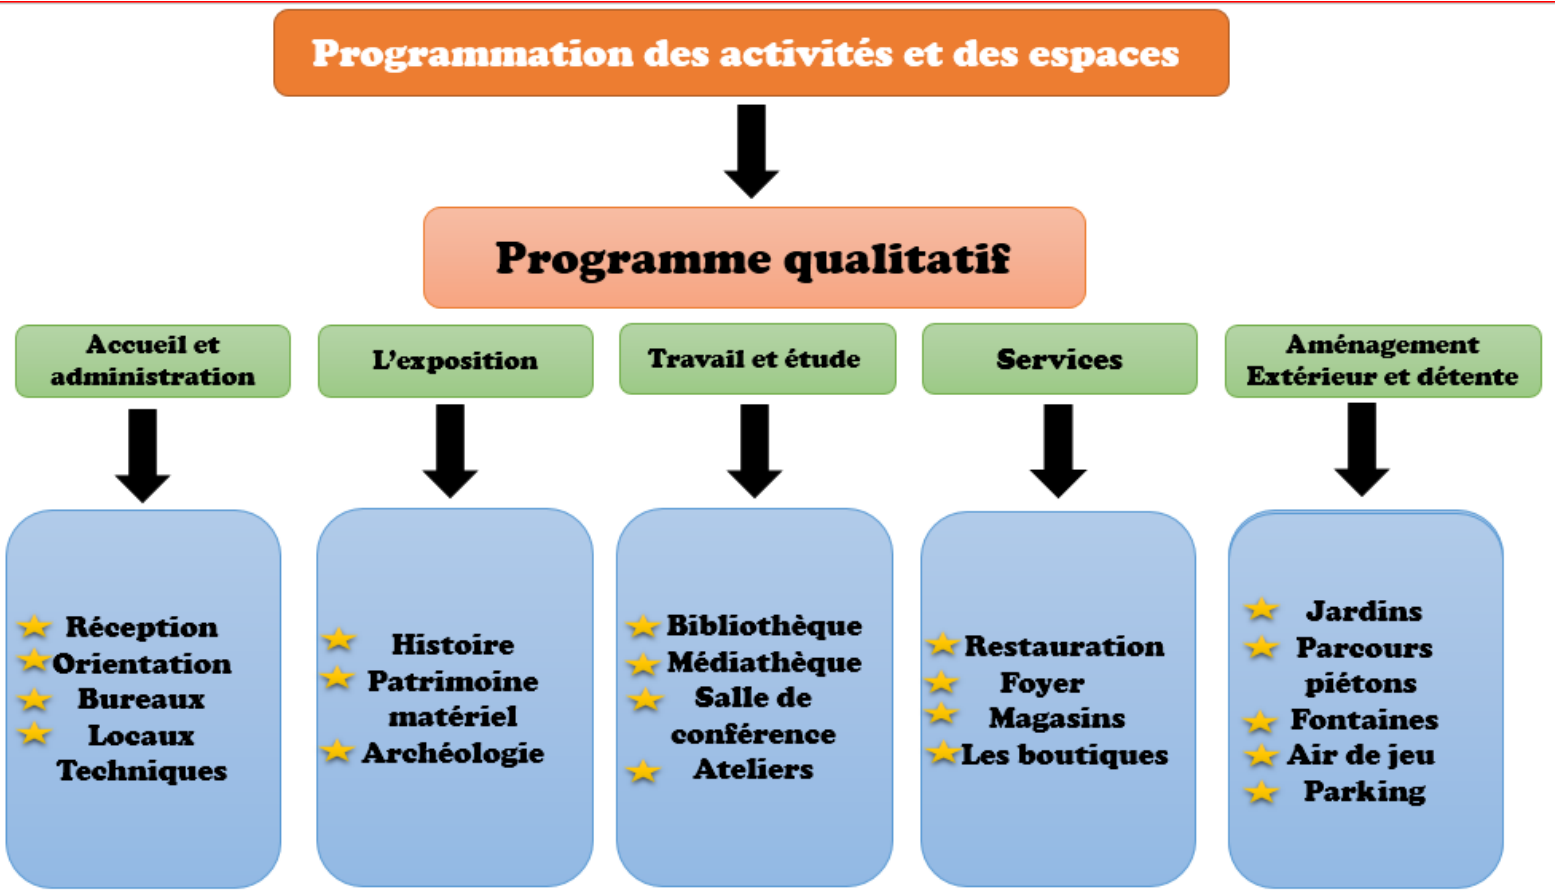 Programmation des activités et des espaces
Programme qualitatif
Accueil et
administration
L'exposition
Travail et étude
Services
Aménagement
Extérieur et détente
Réception
Orientation
Bureaux
Locaux
Techniques
Histoire
Patrimoine
matériel
Archéologie
Bibliothèque
Médiathèque
Salle de
conférence
Ateliers
Restauration
Foyer
Magasins
Les boutiques
Jardins
Parcours
piétons
Fontaines
Air de jeu
Parking